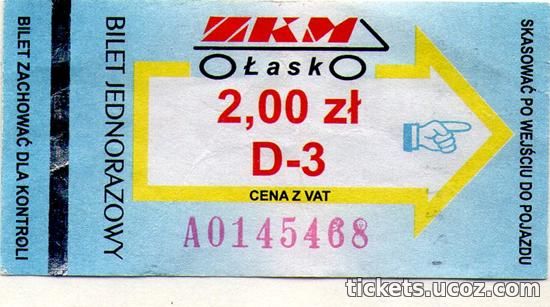 BILET ZACHOWAĆ DLA KONTROLI
BILET JEDNORAZOWY
ZKM
Łask
2,00 zł
D-3
CENA Z VAT
A0145468
SKASOWAĆ PO WEJŚCIU DO POJAZDU
tickets.ucoz.com